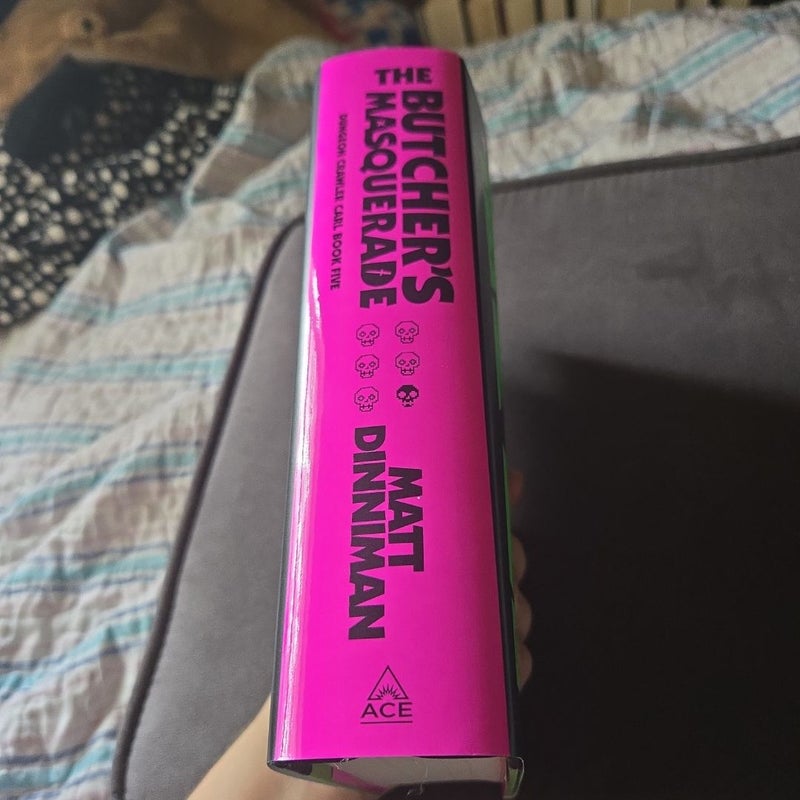 THE
BUTCHER'S
MASQUERADE
DUNGEON CRAWLER CARL BOOK FIVE
MATT
DINNIMAN
ACE